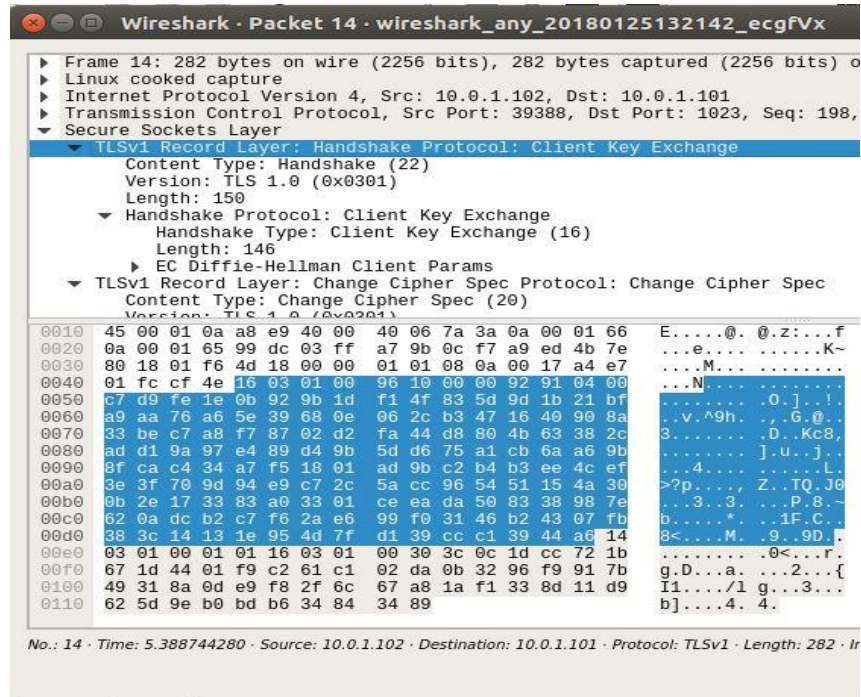 Wireshark · Packet 14 · wireshark_any_20180125132142_ecgfVx
Frame 14: 282 bytes on wire (2256 bits), 282 bytes captured (2256 bits) o
Linux cooked capture
Internet Protocol Version 4, Src: 10.0.1.102, Dst: 10.0.1.101
Transmission Control Protocol, Src Port: 39388, Dst Port: 1023, Seq: 198,
Secure Sockets Layer
TLSv1 Record Layer: Handshake Protocol: Client Key Exchange
Content Type: Handshake (22)
Version: TLS 1.0 (0x0301)
Length: 150
Handshake Protocol: Client Key Exchange
Handshake Type: Client Key Exchange (16)
Length: 146
EC Diffie-Hellman Client Params
TLSv1 Record Layer: Change Cipher Spec Protocol: Change Cipher Spec
Content Type: Change Cipher Spec (20)
Version: TLS 1.0 (0x0301)
0010 45 00 01 0a a8 e9 40 00 40 06 7a 3a 0a 00 01 66 E.....@. @.z:...f
0020 0a 00 01 65 99 dc 03 ff a7 9b 0c f7 a9 ed 4b 7e ...e.... ......K~
0030 80 18 01 f6 4d 18 00 00 01 01 08 0a 00 17 a4 e7 ....M... ........
0040 01 fc cf 4e 16 03 01 00 96 10 00 00 92 91 04 00 ...N.... ........
0050 c7 d9 fe 1e 0b 92 9b 1d f1 4f 83 5d 9d 1b 21 bf ........ .O.]..!.
0060 a9 aa 76 a6 5e 39 68 0e 06 2c b3 47 16 40 90 8a ..v.^9h. .,.G.@..
0070 33 be c7 a8 f7 87 02 d2 fa 44 d8 80 4b 63 38 2c 3....... .D..Kc8,
0080 ad d1 9a 97 e4 89 d4 9b 5d d6 75 a1 cb 6a a6 9b ........ ].u..j..
0090 8f ca c4 34 a7 f5 18 01 ad 9b c2 b4 b3 ee 4c ef ...4.... ......L.
00a0 3e 3f 70 9d 94 e9 c7 2c 5a cc 96 54 51 15 4a 30 >?p...., Z..TQ.J0
00b0 0b 2e 17 33 83 a0 33 01 ce ea da 50 83 38 98 7e ...3..3. ...P.8.~
00c0 62 0a dc b2 c7 f6 2a e6 99 f0 31 46 b2 43 07 fb b.....*. ..1F.C..
00d0 38 3c 14 13 1e 95 4d 7f d1 39 cc c1 39 44 a6 14 8<....M. .9..9D..
00e0 03 01 00 01 01 16 03 01 00 30 3c 0c 1d cc 72 1b ........ .0<...r.
00f0 67 1d 44 01 f9 c2 61 c1 02 da 0b 32 96 f9 91 7b g.D...a. ...2...{
0100 49 31 8a 0d e9 f8 2f 6c 67 a8 1a f1 33 8d 11 d9 I1..../l g...3...
0110 62 5d 9e b0 bd b6 34 84 34 89 b]....4. 4.
No.: 14 · Time: 5.388744280 · Source: 10.0.1.102 · Destination: 10.0.1.101 · Protocol: TLSv1 · Length: 282 · Ir